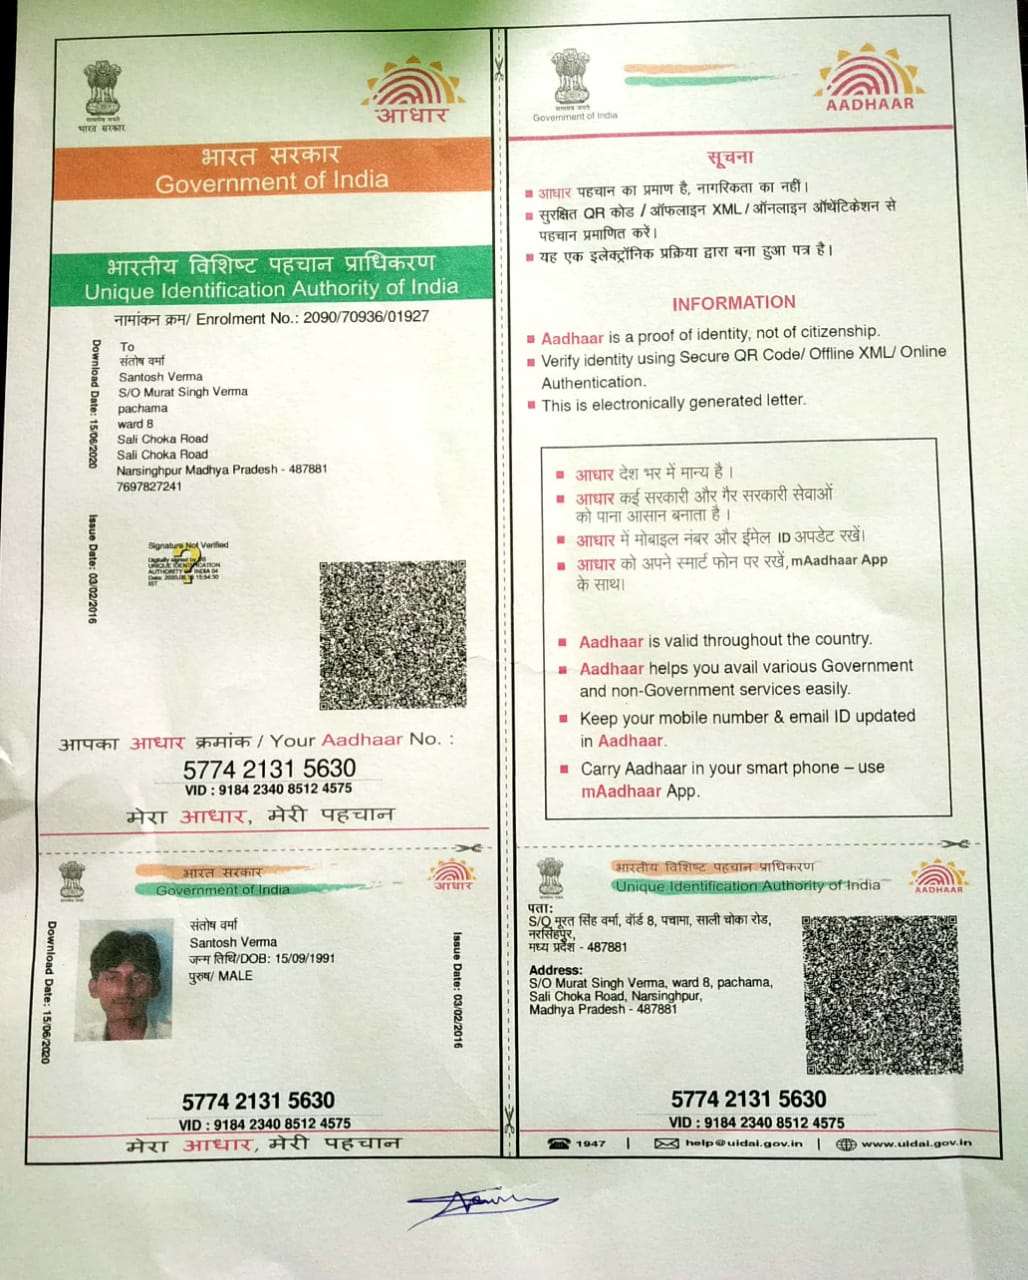 भारत सरकार
आधार
भारत सरकार
Government of India
भारतीय विशिष्ट पहचान प्राधिकरण
Unique Identification Authority of India
नामांकन क्रम/ Enrolment No.: 2090/70936/01927
Download Date: 15/06/2020
To
संतोष वर्मा
Santosh Verma
S/O Murat Singh Verma
pachama
ward 8
Sali Choka Road
Sali Choka Road
Narsinghpur Madhya Pradesh - 487881
7697827241
Issue Date: 03/02/2016
Signature Not Verified
Digitally signed by
UNIQUE IDENTIFICATION
AUTHORITY OF INDIA 04
IST
आपका आधार क्रमांक / Your Aadhaar No. :
5774 2131 5630
VID : 9184 2340 8512 4575
मेरा आधार, मेरी पहचान
भारत सरकार
Government of India
आधार
Download Date: 15/06/2020
संतोष वर्मा
Santosh Verma
जन्म तिथि/DOB: 15/09/1991
पुरुष/ MALE
Issue Date: 03/02/2016
5774 2131 5630
VID : 9184 2340 8512 4575
मेरा आधार, मेरी पहचान
Government of India
AADHAAR
सूचना
आधार पहचान का प्रमाण है, नागरिकता का नहीं।
सुरक्षित QR कोड / ऑफलाइन XML / ऑनलाइन ऑथेंटिकेशन से
पहचान प्रमाणित करें।
यह एक इलेक्ट्रॉनिक प्रक्रिया द्वारा बना हुआ पत्र है।
INFORMATION
Aadhaar is a proof of identity, not of citizenship.
Verify identity using Secure QR Code/ Offline XML/ Online
Authentication.
This is electronically generated letter.
आधार देश भर में मान्य है ।
आधार कई सरकारी और गैर सरकारी सेवाओं
को पाना आसान बनाता है ।
आधार में मोबाइल नंबर और ईमेल ID अपडेट रखें।
आधार को अपने स्मार्ट फोन पर रखें, mAadhaar App
के साथ।
Aadhaar is valid throughout the country.
Aadhaar helps you avail various Government
and non-Government services easily.
Keep your mobile number & email ID updated
in Aadhaar.
Carry Aadhaar in your smart phone – use
mAadhaar App.
भारतीय विशिष्ट पहचान प्राधिकरण
Unique Identification Authority of India
AADHAAR
पता:
S/O मूरत सिंह वर्मा, वॉर्ड 8, पचामा, साली चोका रोड,
नरसिंहपुर,
मध्य प्रदेश - 487881
Address:
S/O Murat Singh Verma, ward 8, pachama,
Sali Choka Road, Narsinghpur,
Madhya Pradesh - 487881
5774 2131 5630
VID : 9184 2340 8512 4575
1947 | help@uidai.gov.in | www.uidai.gov.in